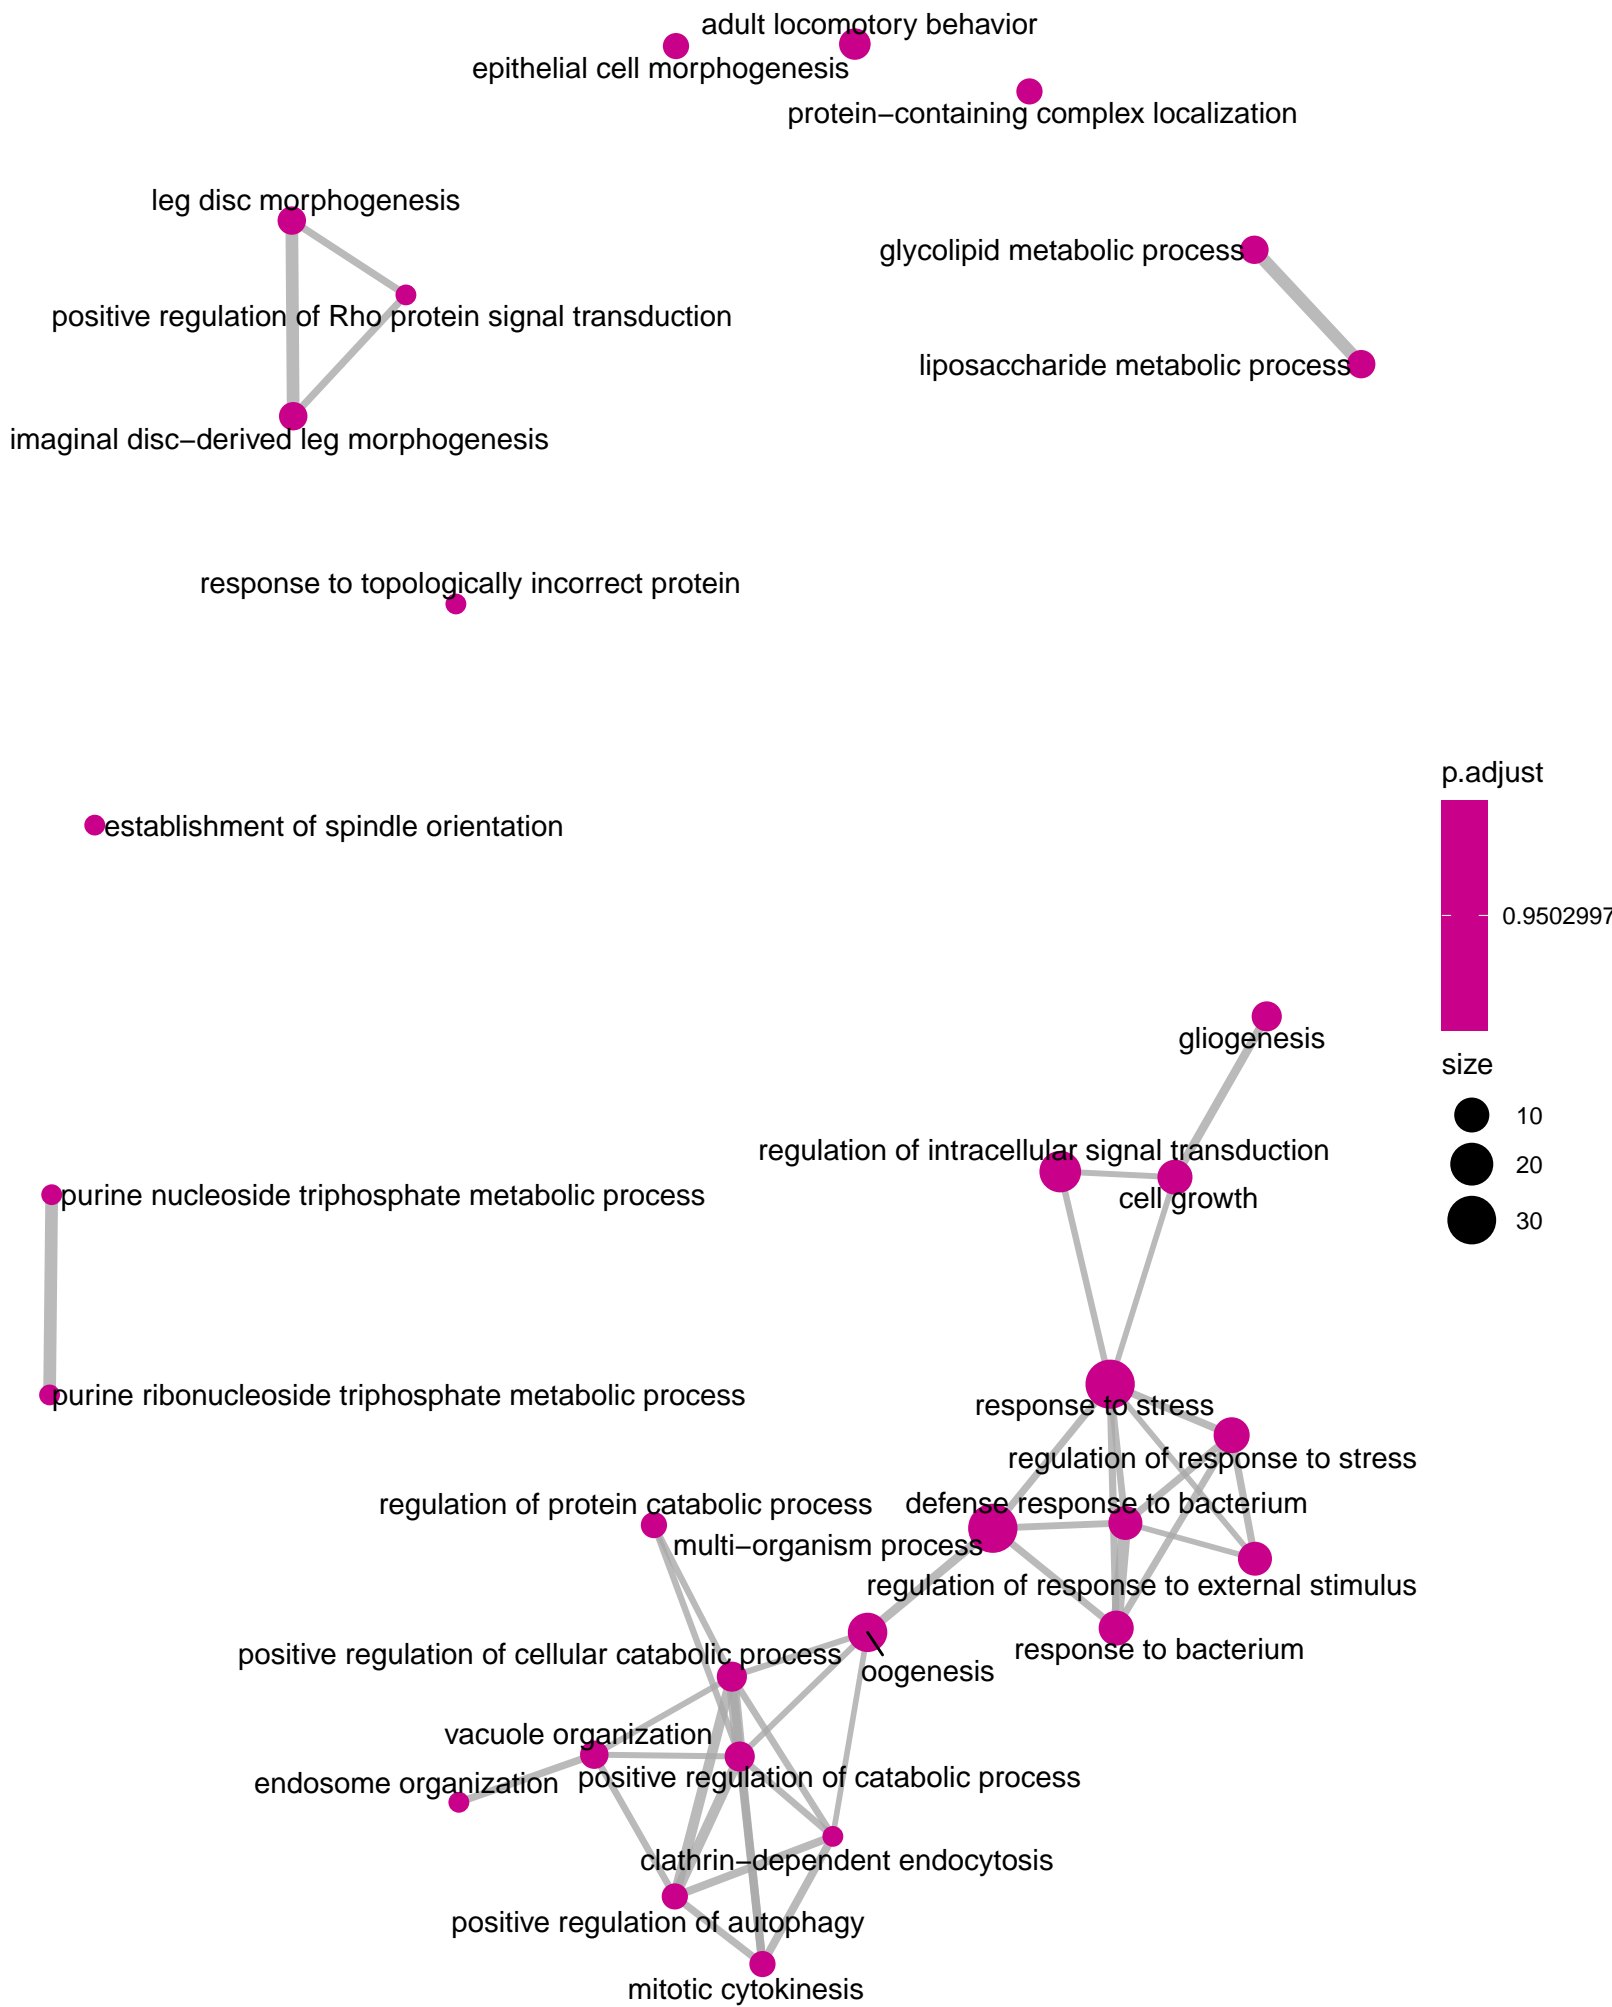 adult locomotory behavior
epithelial cell morphogenesis
protein−containing complex localization
leg disc morphogenesis
glycolipid metabolic process
positive regulation of Rho protein signal transduction
liposaccharide metabolic process
imaginal disc−derived leg morphogenesis
response to topologically incorrect protein
p.adjust
establishment of spindle orientation
0.9502997
gliogenesis
size
10
regulation of intracellular signal transduction
20
purine nucleoside triphosphate metabolic process
cell growth
30
purine ribonucleoside triphosphate metabolic process
response to stress
regulation of response to stress
regulation of protein catabolic process
defense response to bacterium
multi−organism process
regulation of response to external stimulus
positive regulation of cellular catabolic process
response to bacterium
oogenesis
vacuole organization
endosome organization
positive regulation of catabolic process
clathrin−dependent endocytosis
positive regulation of autophagy
mitotic cytokinesis